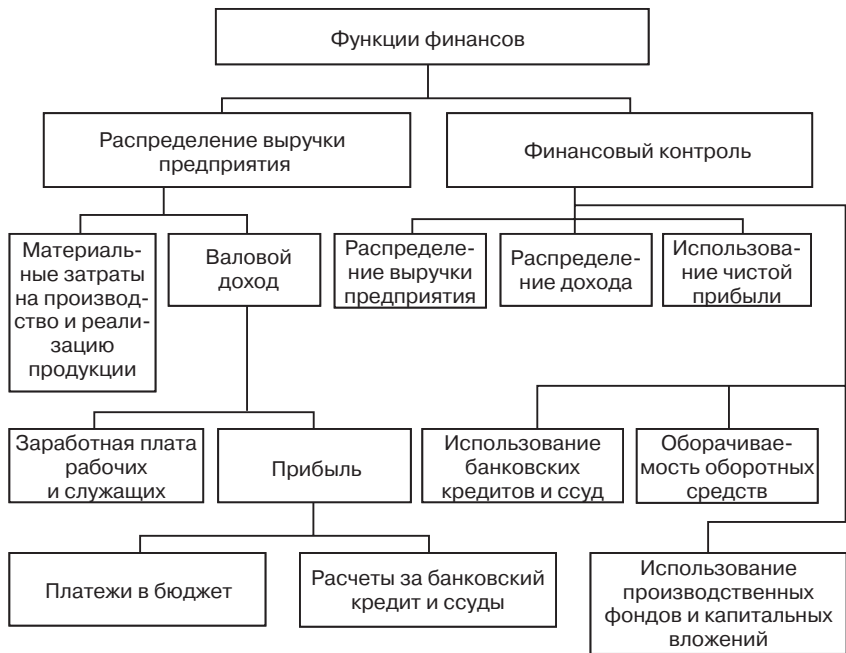 Функции финансов
Распределение выручки
предприятия
Финансовый контроль
Материаль-
ные затраты
на производ-
ство и реали-
зацию
продукции
Валовой
доход
Распределе-
ние выручки
предприятия
Распределе-
ние дохода
Использова-
ние чистой
прибыли
Заработная плата
рабочих
и служащих
Прибыль
Использование
банковских
кредитов и ссуд
Оборачивае-
мость оборотных
средств
Платежи в бюджет
Расчеты за банковский
кредит и ссуды
Использование
производственных
фондов и капитальных
вложений